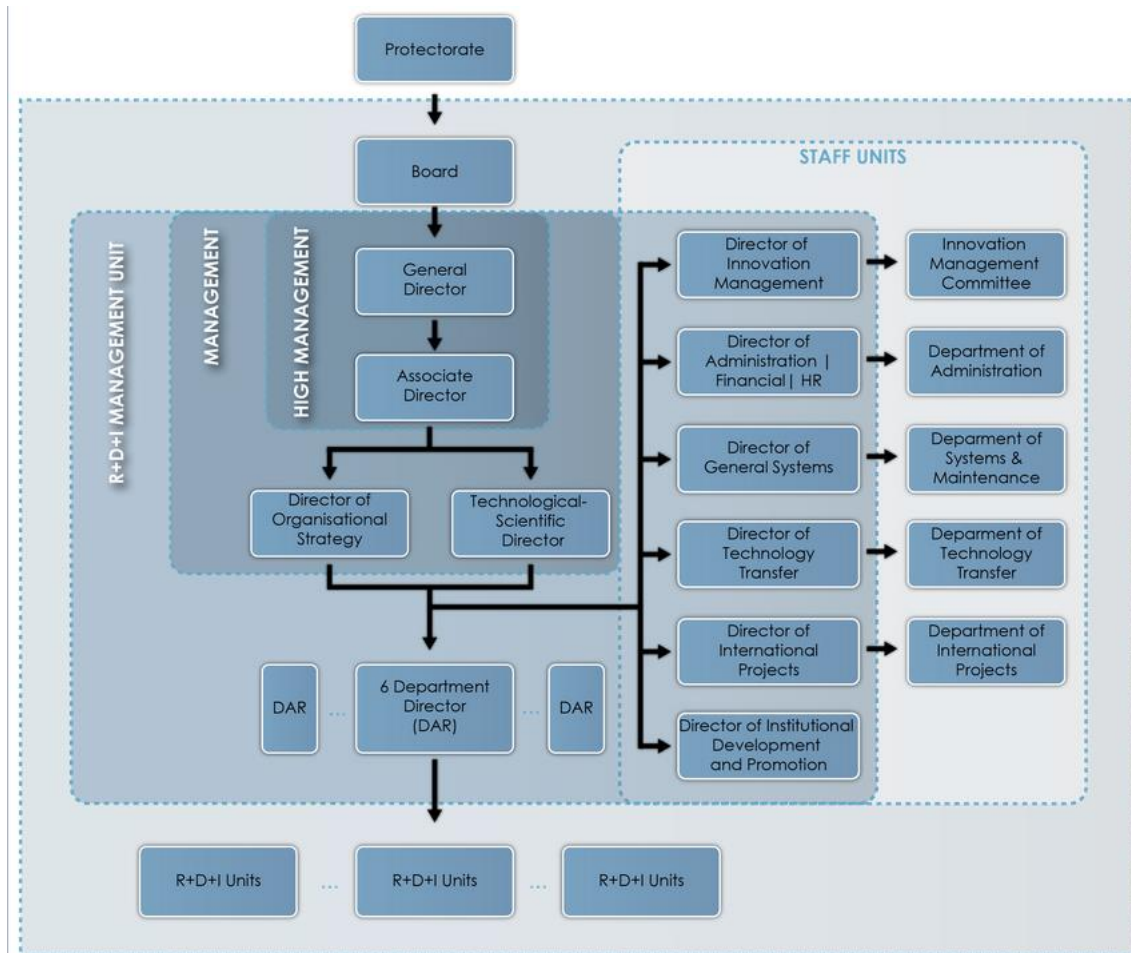 Protectorate
Board
STAFF UNITS
R+D+I MANAGEMENT UNIT
MANAGEMENT
HIGH MANAGEMENT
General
Director
Associate
Director
Director of
Organisational
Strategy
Technological-
Scientific
Director
Director of
Innovation
Management
Innovation
Management
Committee
Director of
Administration |
Financial| HR
Department of
Administration
Director of
General Systems
Department of
Systems &
Maintenance
Director of
Technology
Transfer
Deparment of
Technology
Transfer
Director of
International
Projects
Department of
International
Projects
Director of Institutional
Development
and Promotion
DAR
...
6 Department
Director
(DAR)
...
DAR
R+D+I Units
...
R+D+I Units
...
R+D+I Units